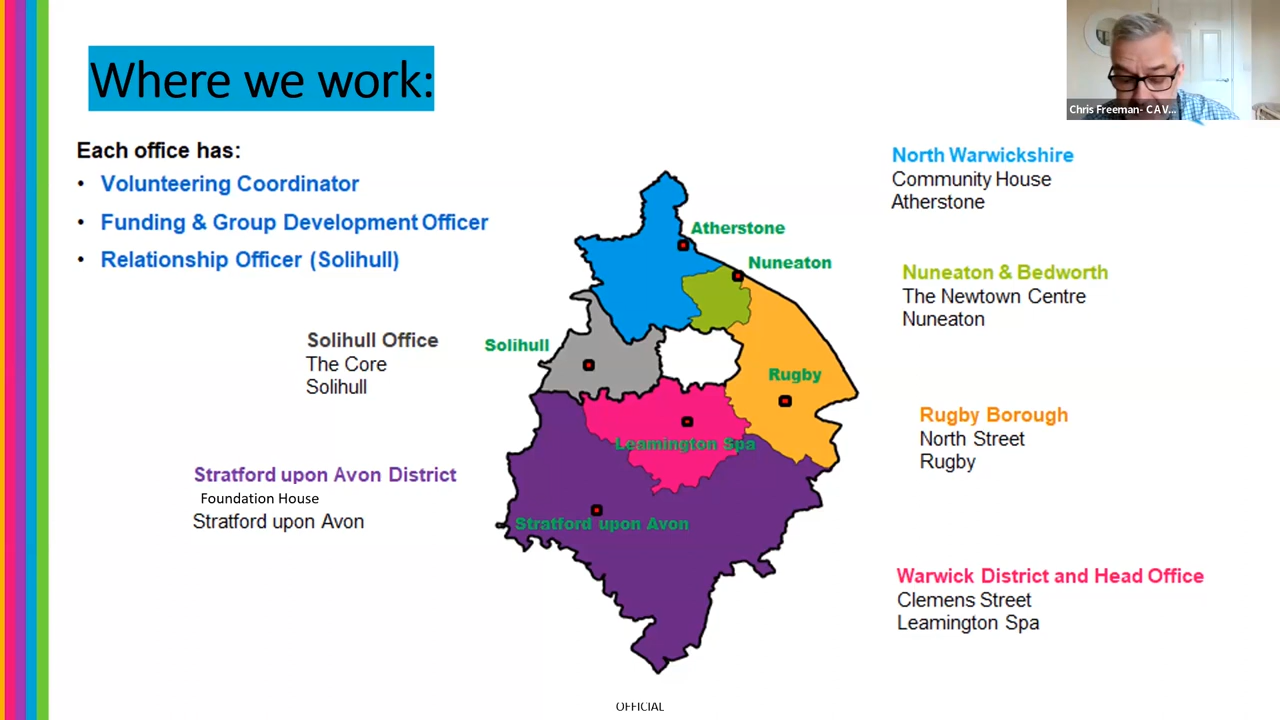 Where we work:
Chris Freeman- CAV...
Each office has:
• Volunteering Coordinator
• Funding & Group Development Officer
• Relationship Officer (Solihull)
North Warwickshire
Community House
Atherstone
Atherstone
Nuneaton
Nuneaton & Bedworth
The Newtown Centre
Nuneaton
Solihull Office
The Core
Solihull
Solihull
Rugby
Rugby Borough
North Street
Rugby
Leamington Spa
Stratford upon Avon District
Foundation House
Stratford upon Avon
Stratford upon Avon
Warwick District and Head Office
Clemens Street
Leamington Spa
OFFICIAL